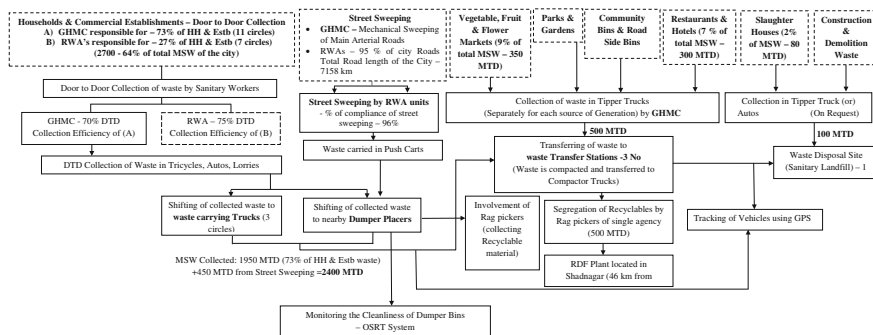 Households & Commercial Establishments – Door to Door Collection
A) GHMC responsible for – 73% of HH & Estb (11 circles)
B) RWA's responsible for – 27% of HH & Estb (7 circles)
(2700 - 64% of total MSW of the city)
Street Sweeping
• GHMC – Mechanical Sweeping
of Main Arterial Roads
• RWAs – 95 % of city Roads
Total Road length of the City –
7158 km
Vegetable, Fruit
& Flower
Markets (9% of
total MSW – 350
MTD)
Parks &
Gardens
Community
Bins & Road
Side Bins
Restaurants &
Hotels (7 % of
total MSW –
300 MTD)
Slaughter
Houses (2%
of MSW – 80
MTD)
Construction
&
Demolition
Waste
Door to Door Collection of waste by Sanitary Workers
GHMC - 70% DTD
Collection Efficiency of (A)
RWA – 75% DTD
Collection Efficiency of (B)
Street Sweeping by RWA units
- % of compliance of street
sweeping – 96%
Collection of waste in Tipper Trucks
(Separately for each source of Generation) by GHMC
Collection in Tipper Truck (or)
Autos (On Request)
500 MTD
100 MTD
DTD Collection of Waste in Tricycles, Autos, Lorries
Waste carried in Push Carts
Transferring of waste to
waste Transfer Stations -3 No
(Waste is compacted and transferred to
Compactor Trucks)
Waste Disposal Site
(Sanitary Landfill) – 1
Shifting of collected waste to
waste carrying Trucks (3
circles)
Shifting of collected waste
to nearby Dumper Placers
Involvement of
Rag pickers
(collecting
Recyclable
material)
Segregation of Recyclables by
Rag pickers of single agency
(500 MTD)
Tracking of Vehicles using GPS
MSW Collected: 1950 MTD (73% of HH & Estb waste)
+450 MTD from Street Sweeping =2400 MTD
RDF Plant located in
Shadnagar (46 km from
Monitoring the Cleanliness of Dumper Bins
– OSRT System